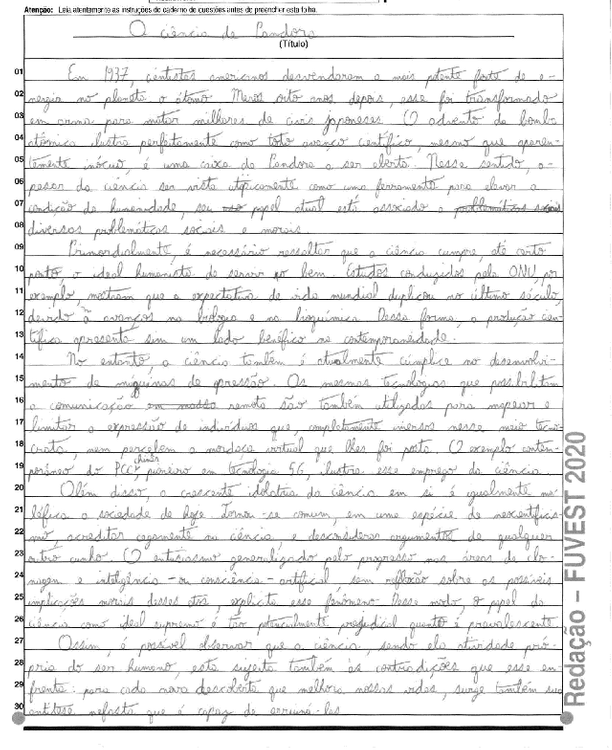 Atenção: Leia atentamente as instruções do caderno de questões antes de preencher esta folha.
A ciência de Pandora
(Título)
01 Em 1937, cientistas americanos desvendaram a mais potente fonte de e-
02 nergia no planeta: o átomo. Meros oito anos depois, esse foi transformado
03 em arma para matar milhares de civis japoneses. O advento da bomba
04 atômica ilustra perfeitamente como todo avanço científico, mesmo que aparen-
05 temente inócuo, é uma caixa de Pandora a ser aberta. Nesse sentido, a-
06 pesar da ciência ser vista utopicamente como uma ferramenta para elevar a
07 condição da humanidade, seu papel atual está associado a problemáticas sociais
08 diversas problemáticas sociais e morais.
09 Primordialmente, é necessário ressaltar que a ciência cumpre, até certo
10 ponto, o ideal humanista de servir ao bem. Estudos conduzidos pela ONU, por
11 exemplo, mostram que a expectativa de vida mundial duplicou no último século,
12 devido a avanços na biologia e na bioquímica. Dessa forma, a produção cien-
13 tífica apresenta sim um lado benéfico na contemporaneidade.
14 No entanto, a ciência também é atualmente cúmplice no desenvolvi-
15 mento de máquinas de opressão. As mesmas tecnologias que possibilitam
16 a comunicação em massa remota são também utilizadas para mapear e
17 limitar a expressão de indivíduos que, completamente imersos nesse meio tecno-
18 crata, nem percebem a mordaça virtual que lhes foi posta. O exemplo contem-
19 porâneo do PCC chinês, pioneiro em tecnologia 5G, ilustra esse emprego da ciência.
20 Além disso, a crescente idolatria da ciência em si é igualmente ma-
21 léfica à sociedade de hoje. Torna-se comum, em uma espécie de neocientificis-
22 mo, acreditar cegamente na ciência e desconsiderar argumentos de qualquer
23 outro cunho. O entusiasmo generalizado pelo progresso nas áreas de clo-
24 nagem e inteligência - ou consciência - artificial, sem reflexão sobre as possíveis
25 implicações morais desses atos, explicita esse fenômeno. Desse modo, o papel da
26 ciência como ideal supremo é tão potencialmente prejudicial quanto é prevalescente.
27 Assim, é possível observar que a ciência, sendo ela atividade pró-
28 pria do ser humano, está sujeita também às contradições que esse en-
29 frenta: para cada nova descoberta que melhora nossas vidas, surge também sua
30 antítese nefasta que é capaz de arruiná-las.
Redação – FUVEST 2020